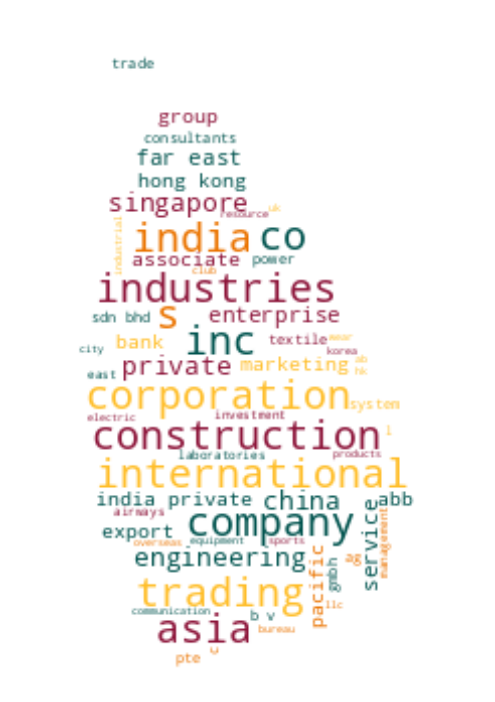 trade
group
consultants
far east
hong kong
singapore
resource uk
industrial
india co
associate power
club
industries
sdn bhd s enterprise
inc
bank textile wear
city korea
private marketing ab
east hk
corporation system
electric investment
construction l
laboratories products
international
india private china abb
airways
company service
export management
overseas equipment sports
engineering pacific gmbh ag
trading llc
communication b v
asia bureau
pte c